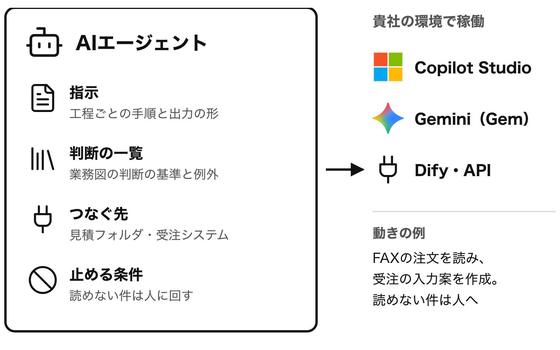 AIエージェント
指示
工程ごとの手順と出力の形
判断の一覧
業務図の判断の基準と例外
つなぐ先
見積フォルダ・受注システム
止める条件
読めない件は人に回す
貴社の環境で稼働
Copilot Studio
Gemini（Gem）
Dify・API
動きの例
FAXの注文を読み、
受注の入力案を作成。
読めない件は人へ